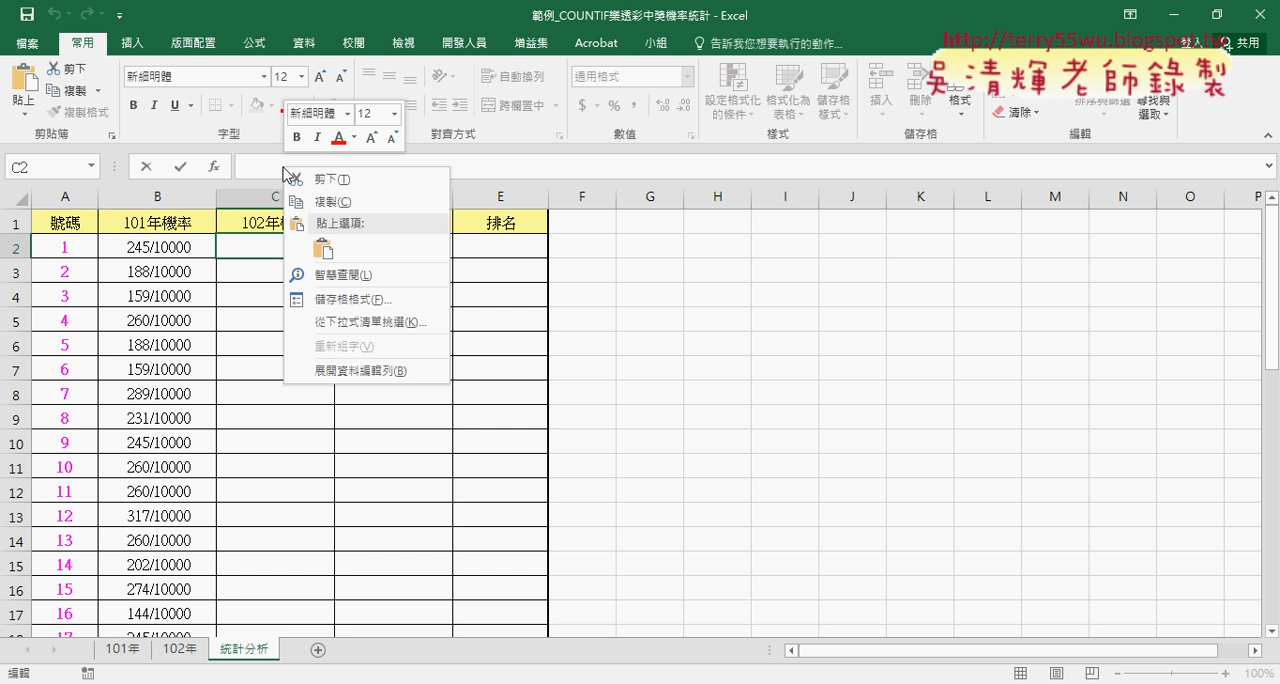 範例_COUNTIF樂透彩中獎機率統計 - Excel
檔案 常用 插入 版面配置 公式 資料 校閱 檢視 開發人員 增益集 Acrobat 小組 告訴我您想要執行的動作... 登入 共用
http://terry55wu.blogspot.tw
吳清輝老師錄製
貼上 剪下 複製 複製格式
新細明體 12
B I U
自動換列
跨欄置中
通用格式
$ % ,
設定格式化的條件 格式化為表格 儲存格樣式
插入 刪除 格式
清除 尋找與選取
剪貼簿 字型 對齊方式 數值 樣式 儲存格 編輯
新細明體 12
B I A
C2 fx
剪下(T)
複製(C)
貼上選項:
智慧查閱(L)
儲存格格式(F)...
從下拉式清單挑選(K)...
重新組字(V)
展開資料編輯列(B)
A B C E F G H I J K L M N O P
1 號碼 101年機率 102年 排名
2 1 245/10000
3 2 188/10000
4 3 159/10000
5 4 260/10000
6 5 188/10000
7 6 159/10000
8 7 289/10000
9 8 231/10000
10 9 245/10000
11 10 260/10000
12 11 260/10000
13 12 317/10000
14 13 260/10000
15 14 202/10000
16 15 274/10000
17 16 144/10000
18 17 245/10000
101年 102年 統計分析
編輯 100%